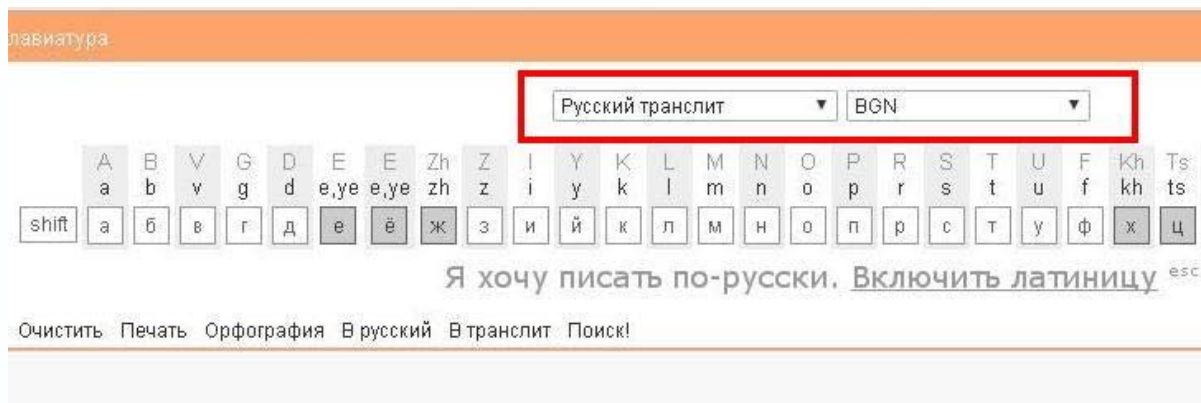 лавиатура
Русский транслит BGN
A B V G D E E Zh Z I Y K L M N O P R S T U F Kh Ts
a b v g d e,ye e,ye zh z i y k l m n o p r s t u f kh ts
shift а б в г д е ё ж з и й к л м н о п р с т у ф х ц
Я хочу писать по-русски. Включить латиницу esc
Очистить Печать Орфография В русский В транслит Поиск!